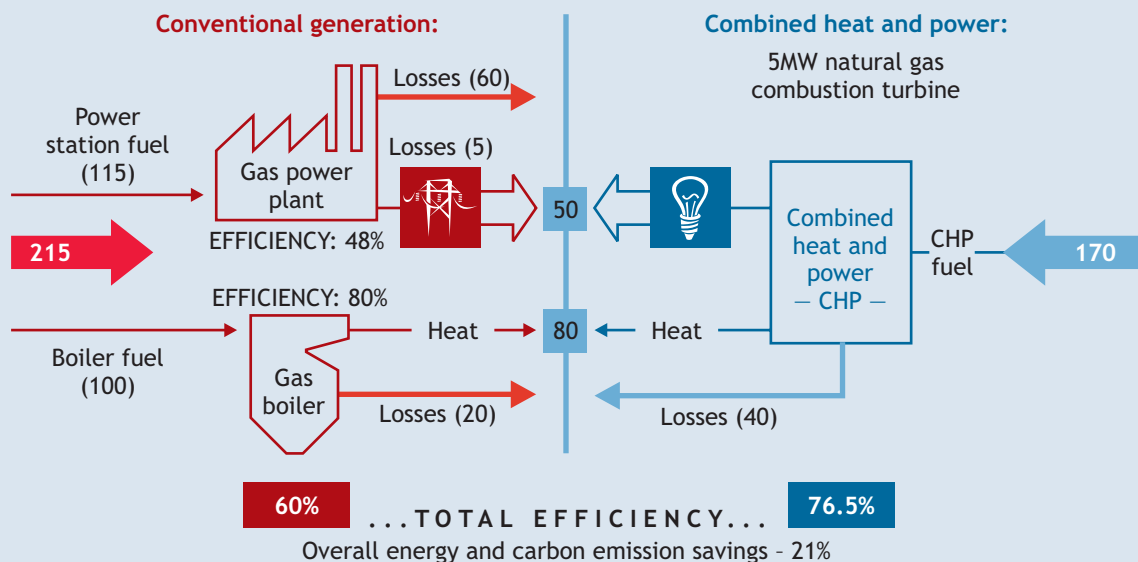 Conventional generation:
Combined heat and power:
5MW natural gas
combustion turbine
Losses (60)
Power
station fuel
(115)
Losses (5)
Gas power
plant
EFFICIENCY: 48%
50
Combined
heat and
power
— CHP —
CHP
fuel
170
215
EFFICIENCY: 80%
Heat
80
Heat
Boiler fuel
(100)
Gas
boiler
Losses (20)
Losses (40)
60%
...TOTAL EFFICIENCY...
76.5%
Overall energy and carbon emission savings - 21%